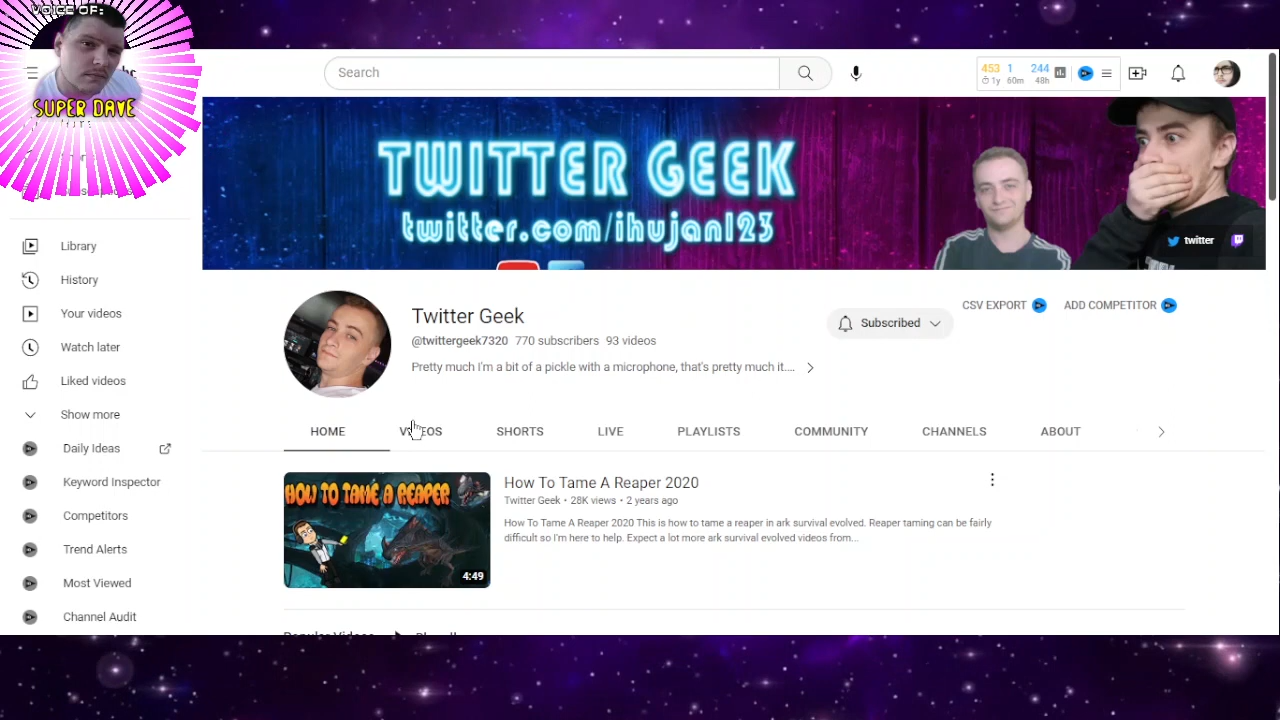 VOICE OF:
SUPER DAVE
Search
453 1 244
1y 60m 48h
TWITTER GEEK
twitter.com/ihujan123
twitter
Library
History
Your videos
Watch later
Liked videos
Show more
Daily Ideas
Keyword Inspector
Competitors
Trend Alerts
Most Viewed
Channel Audit
Twitter Geek
@twittergeek7320 770 subscribers 93 videos
Pretty much I'm a bit of a pickle with a microphone, that's pretty much it....
Subscribed
CSV EXPORT
ADD COMPETITOR
HOME VIDEOS SHORTS LIVE PLAYLISTS COMMUNITY CHANNELS ABOUT
HOW TO TAME A REAPER
4:49
How To Tame A Reaper 2020
Twitter Geek • 28K views • 2 years ago
How To Tame A Reaper 2020 This is how to tame a reaper in ark survival evolved. Reaper taming can be fairly
difficult so I'm here to help. Expect a lot more ark survival evolved videos from...